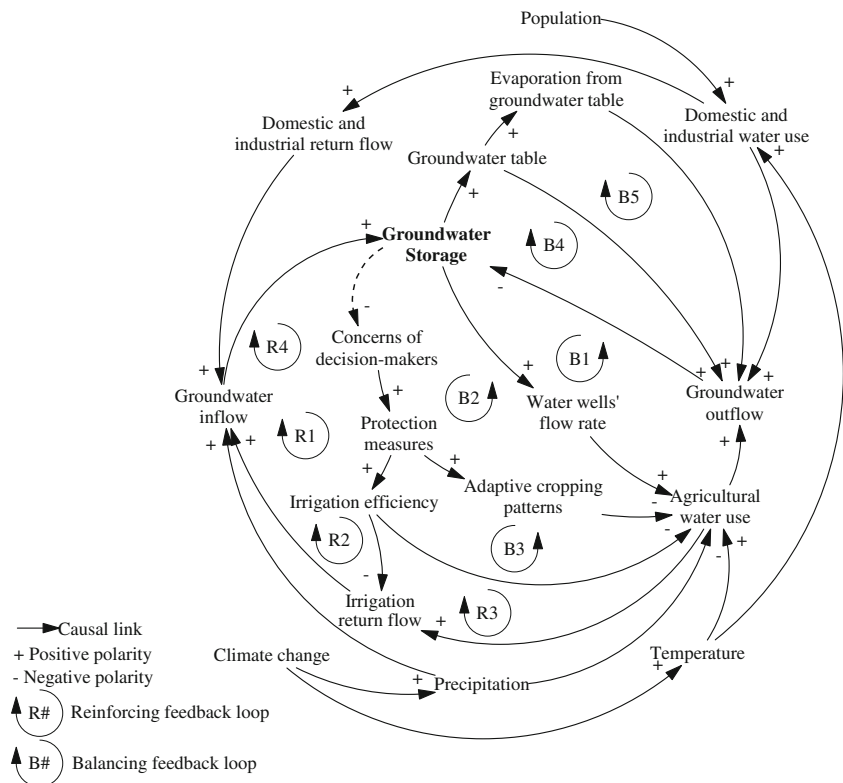 Population
+
+
Evaporation from
groundwater table
Domestic and
industrial return flow
Domestic and
industrial water use
+
+
Groundwater table
+
B5
+
Groundwater
Storage
B4
-
-
Concerns of
decision-makers
R4
B1
+
+
B2
+
+
+
+
Groundwater
inflow
Water wells'
flow rate
Groundwater
outflow
+
+
R1
Protection
measures
+
+
+
Irrigation efficiency
Adaptive cropping
patterns
+
-
-
Agricultural
water use
R2
B3
+
-
-
Irrigation
return flow
R3
+
Causal link
+ Positive polarity
- Negative polarity
Climate change
Temperature
+
+
Precipitation
R# Reinforcing feedback loop
B# Balancing feedback loop